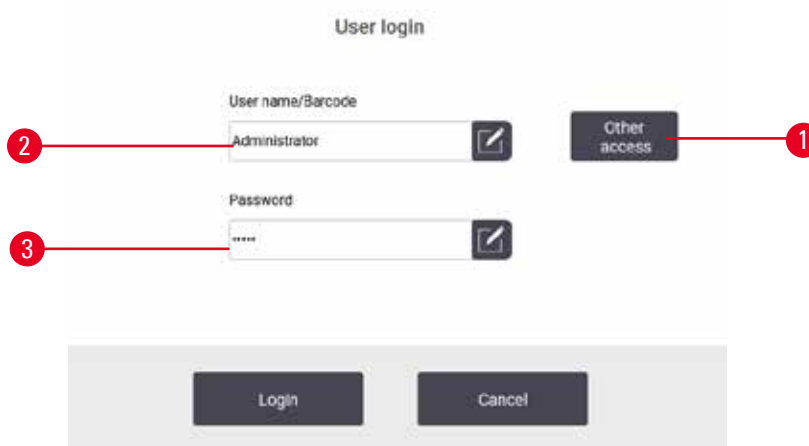 User login
User name/Barcode
2
Administrator
Other
access
1
Password
3
•••••
Login
Cancel